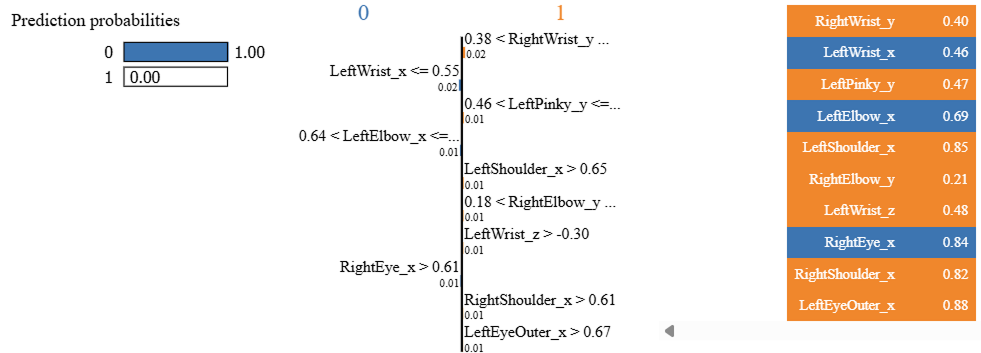 Prediction probabilities
0 1.00
1 0.00
0 1
0.38 < RightWrist_y ...
0.02
LeftWrist_x <= 0.55
0.02
0.46 < LeftPinky_y <=...
0.01
0.64 < LeftElbow_x <=...
0.01
LeftShoulder_x > 0.65
0.01
0.18 < RightElbow_y ...
0.01
LeftWrist_z > -0.30
0.01
RightEye_x > 0.61
0.01
RightShoulder_x > 0.61
0.01
LeftEyeOuter_x > 0.67
0.01
RightWrist_y 0.40
LeftWrist_x 0.46
LeftPinky_y 0.47
LeftElbow_x 0.69
LeftShoulder_x 0.85
RightElbow_y 0.21
LeftWrist_z 0.48
RightEye_x 0.84
RightShoulder_x 0.82
LeftEyeOuter_x 0.88